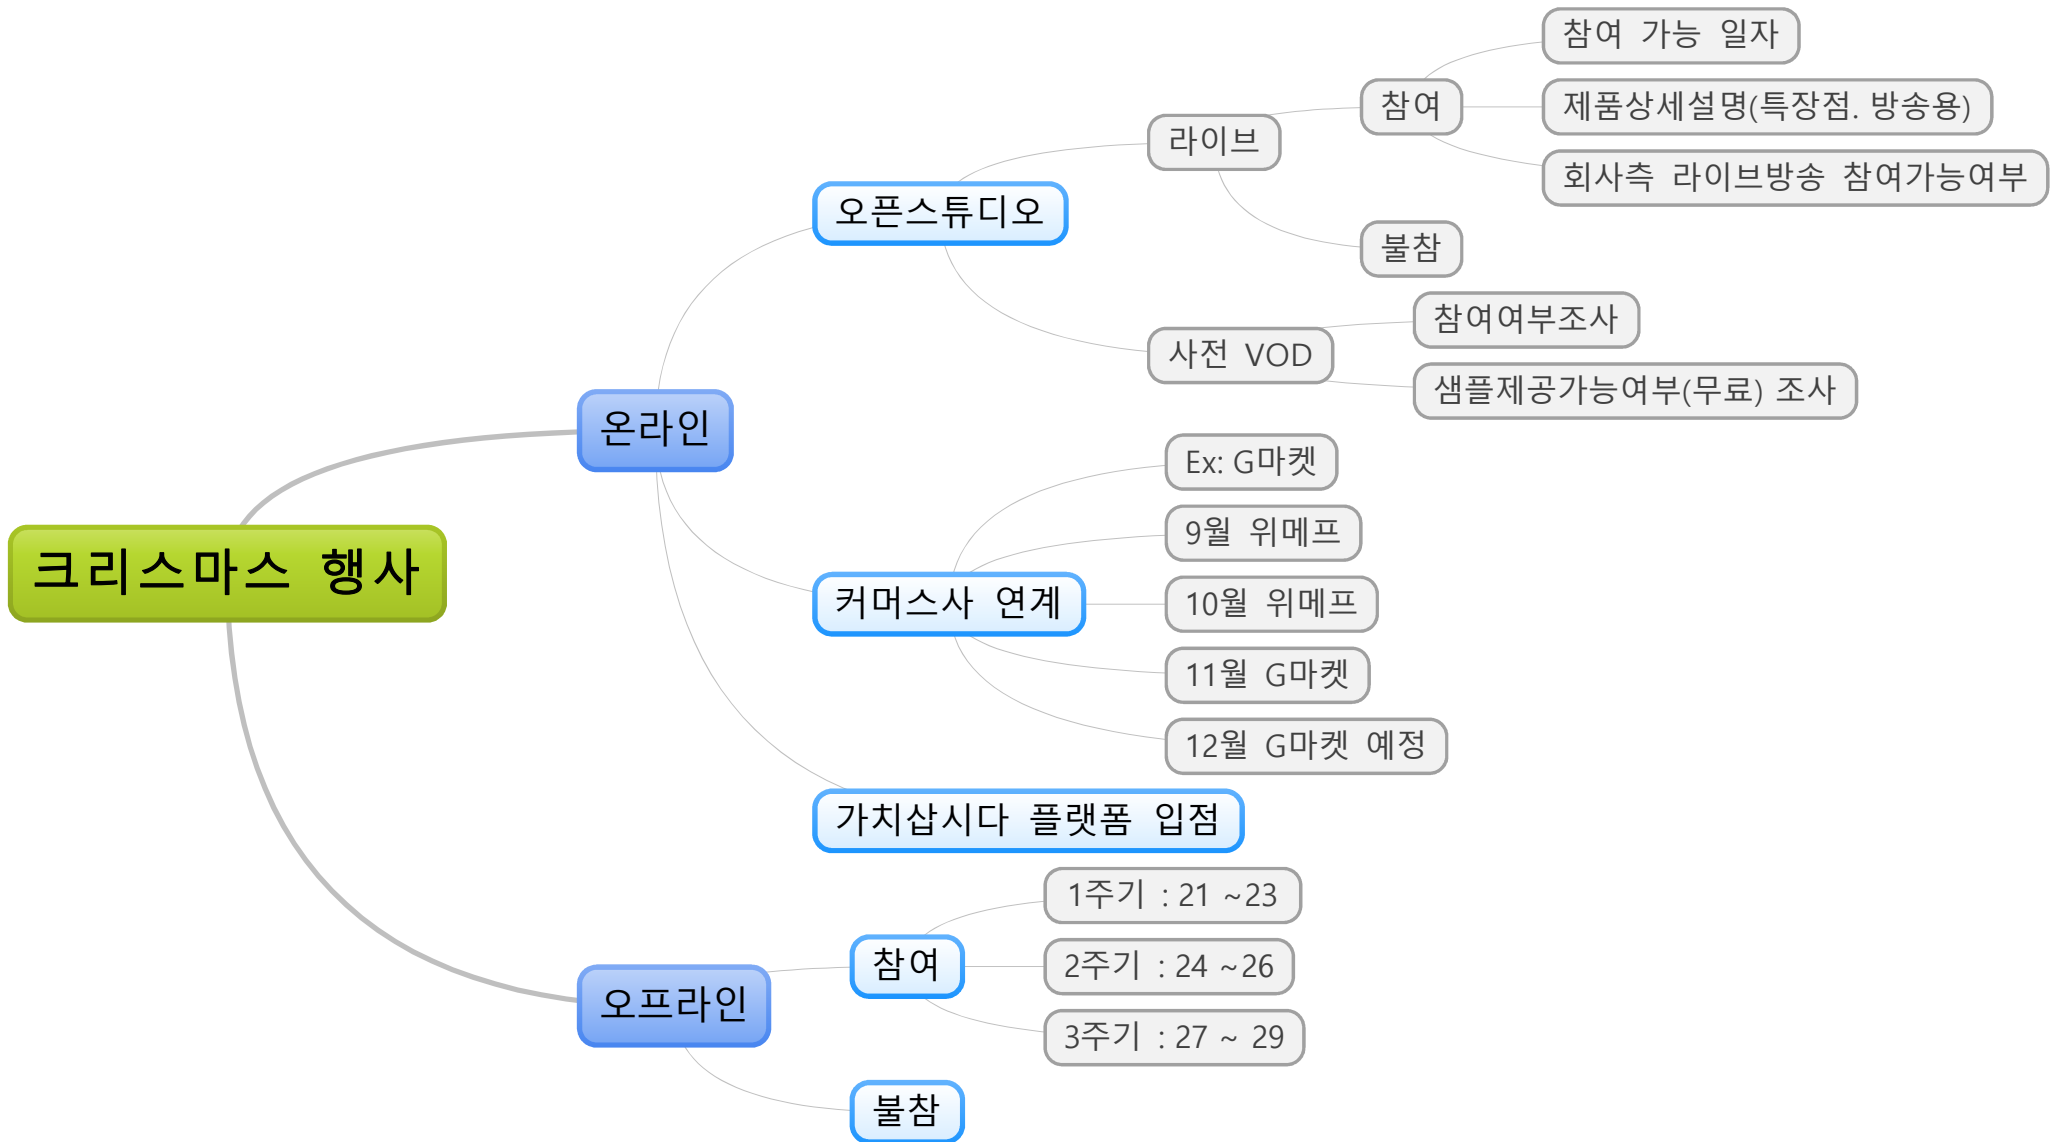 크리스마스 행사
온라인
오픈스튜디오
라이브
참여
참여 가능 일자
제품상세설명(특장점. 방송용)
회사측 라이브방송 참여가능여부
불참
사전 VOD
참여여부조사
샘플제공가능여부(무료) 조사
커머스사 연계
Ex: G마켓
9월 위메프
10월 위메프
11월 G마켓
12월 G마켓 예정
가치삽시다 플랫폼 입점
오프라인
참여
1주기 : 21 ~23
2주기 : 24 ~26
3주기 : 27 ~ 29
불참